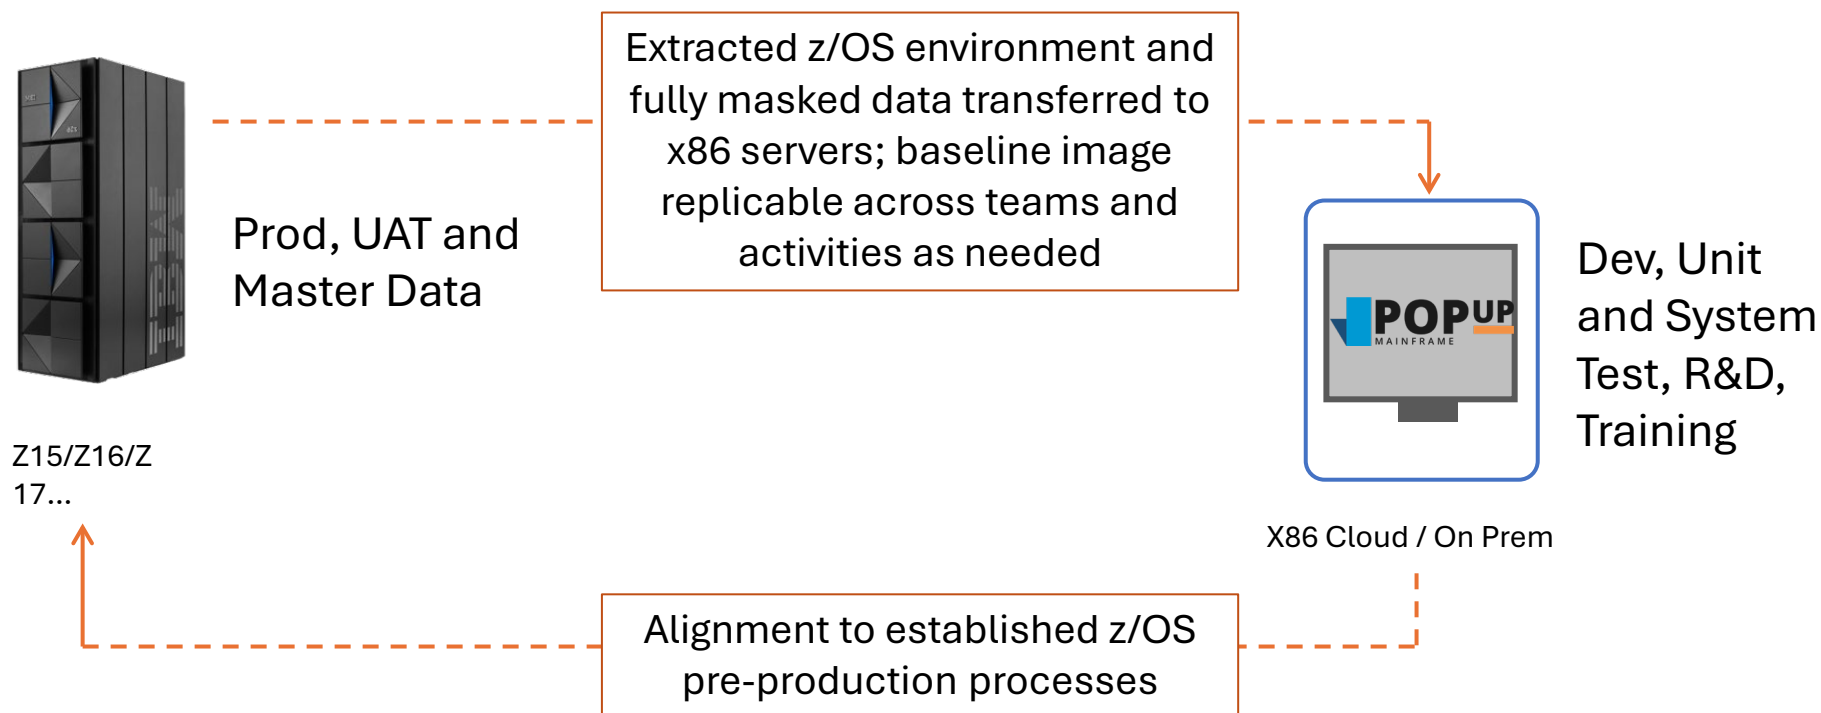 Extracted z/OS environment and
fully masked data transferred to
x86 servers; baseline image
replicable across teams and
activities as needed
Prod, UAT and
Master Data
IBM
POPUP
MAINFRAME
Dev, Unit
and System
Test, R&D,
Training
Z15/Z16/Z
17...
X86 Cloud / On Prem
Alignment to established z/OS
pre-production processes